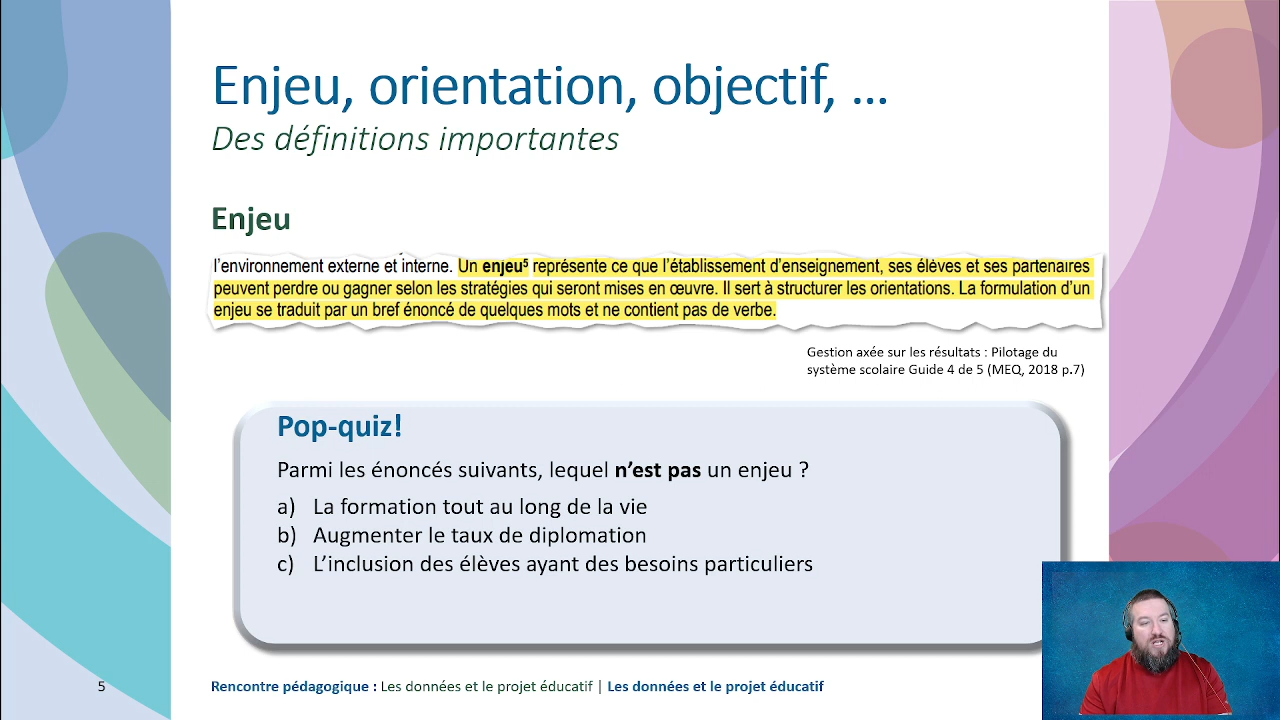 Enjeu, orientation, objectif, ...
Des définitions importantes
Enjeu
l'environnement externe et interne. Un enjeu⁵ représente ce que l'établissement d'enseignement, ses élèves et ses partenaires
peuvent perdre ou gagner selon les stratégies qui seront mises en œuvre. Il sert à structurer les orientations. La formulation d'un
enjeu se traduit par un bref énoncé de quelques mots et ne contient pas de verbe.
Gestion axée sur les résultats : Pilotage du
système scolaire Guide 4 de 5 (MEQ, 2018 p.7)
Pop-quiz!
Parmi les énoncés suivants, lequel n'est pas un enjeu ?
a) La formation tout au long de la vie
b) Augmenter le taux de diplomation
c) L'inclusion des élèves ayant des besoins particuliers
5
Rencontre pédagogique : Les données et le projet éducatif | Les données et le projet éducatif